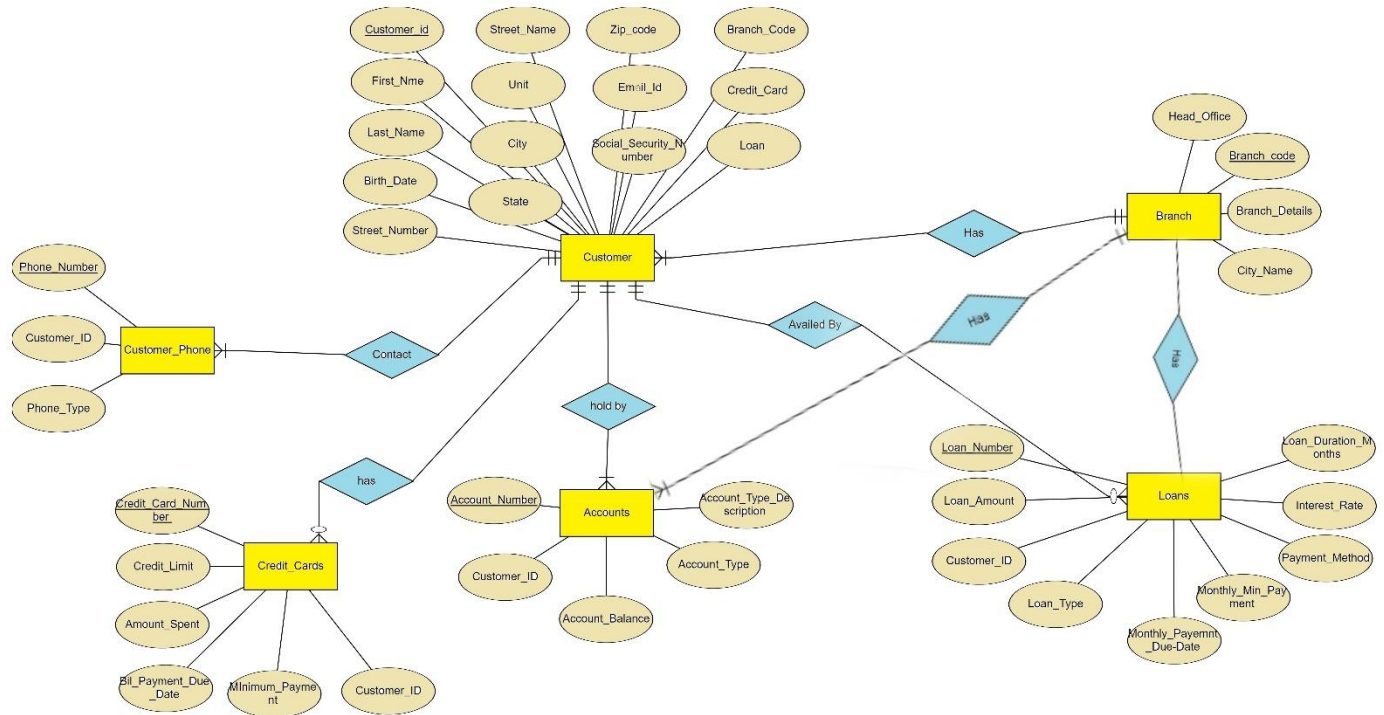 Customer_id
Street_Name
Zip_code
Branch_Code
First_Nme
Unit
Email_Id
Credit_Card
Last_Name
City
Social_Security_N
umber
Loan
Birth_Date
State
Street_Number
Customer
Head_Office
Branch_code
Branch_Details
City_Name
Branch
Has
Has
Has
Phone_Number
Customer_ID
Phone_Type
Customer_Phone
Contact
Availed By
hold by
has
Credit_Card_Num
ber_
Credit_Limit
Amount_Spent
Bil_Payment_Due
_Date
MInimum_Payme
nt
Customer_ID
Credit_Cards
Account_Number
Account_Type_De
scription
Accounts
Customer_ID
Account_Type
Account_Balance
Loan_Number
Loan_Duration_M
onths
Loan_Amount
Loans
Interest_Rate
Customer_ID
Payment_Method
Loan_Type
Monthly_Min_Pay
ment
Monthly_Payemnt
_Due-Date